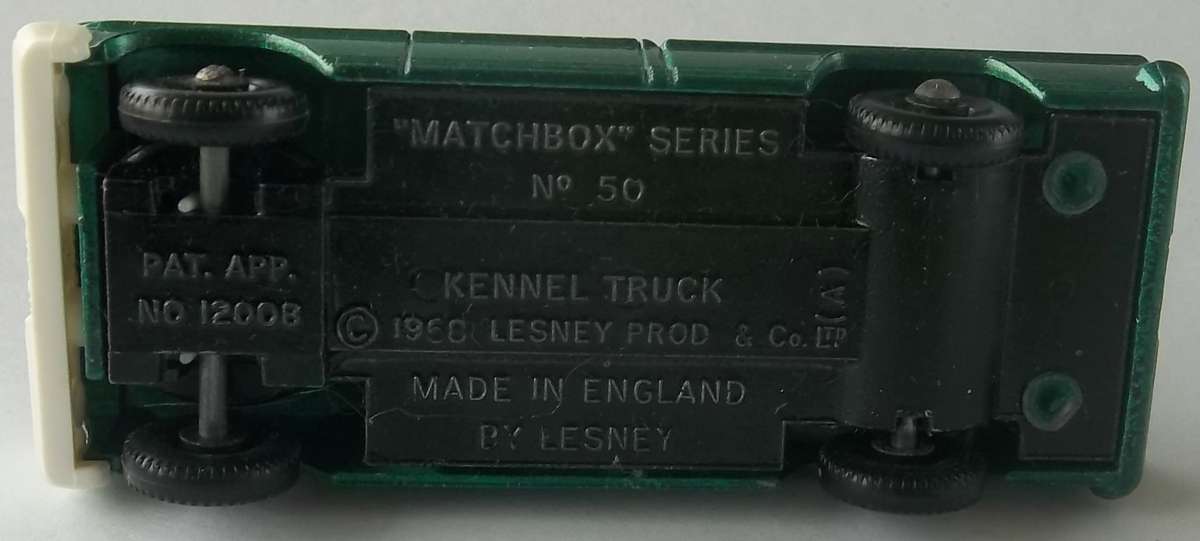 "MATCHBOX" SERIES
Nº 50
PAT. APP.
NO 12008
KENNEL TRUCK
© 1968 LESNEY PROD & Co. LTD (A)
MADE IN ENGLAND
BY LESNEY